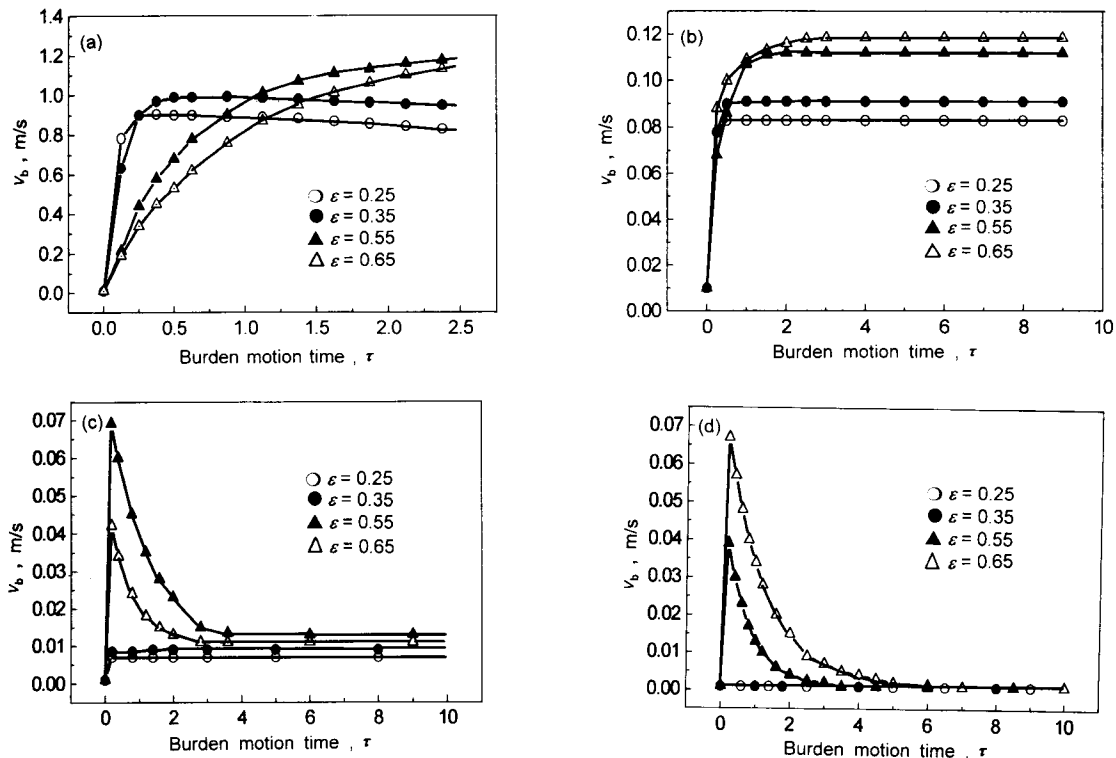 (a)
1.4
1.2
1.0
0.8
0.6
0.4
0.2
0.0
v_b , m/s
ε = 0.25
ε = 0.35
ε = 0.55
ε = 0.65
0.0 0.5 1.0 1.5 2.0 2.5
Burden motion time , τ
(b)
0.12
0.10
0.08
0.06
0.04
0.02
0.00
v_b , m/s
ε = 0.25
ε = 0.35
ε = 0.55
ε = 0.65
0 2 4 6 8 10
Burden motion time , τ
(c)
0.07
0.06
0.05
0.04
0.03
0.02
0.01
0.00
v_b , m/s
ε = 0.25
ε = 0.35
ε = 0.55
ε = 0.65
0 2 4 6 8 10
Burden motion time , τ
(d)
0.07
0.06
0.05
0.04
0.03
0.02
0.01
0.00
v_b , m/s
ε = 0.25
ε = 0.35
ε = 0.55
ε = 0.65
0 2 4 6 8 10
Burden motion time , τ